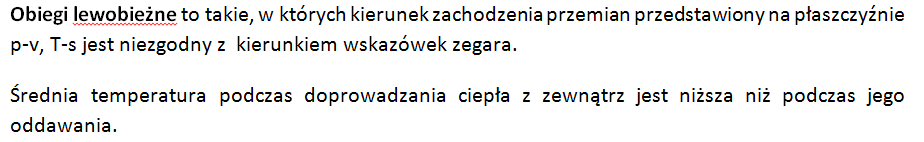 Obiegi lewobieżne to takie, w których kierunek zachodzenia przemian przedstawiony na płaszczyźnie
p-v, T-s jest niezgodny z  kierunkiem wskazówek zegara.
Średnia temperatura podczas doprowadzania ciepła z zewnątrz jest niższa niż podczas jego
oddawania.